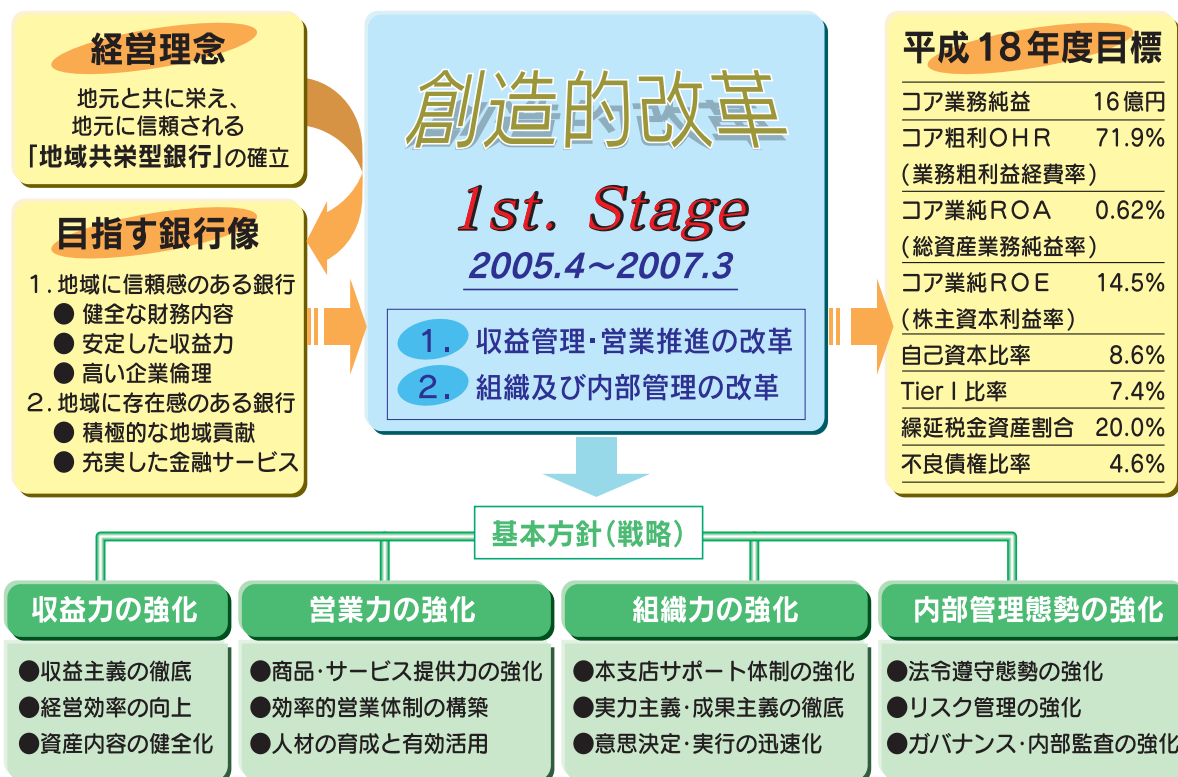 経営理念
地元と共に栄え、
地元に信頼される
「地域共栄型銀行」の確立
目指す銀行像
1. 地域に信頼感のある銀行
● 健全な財務内容
● 安定した収益力
● 高い企業倫理
2. 地域に存在感のある銀行
● 積極的な地域貢献
● 充実した金融サービス
創造的改革
1st. Stage
2005.4～2007.3
1. 収益管理・営業推進の改革
2. 組織及び内部管理の改革
平成18年度目標
コア業務純益 16億円
コア粗利OHR 71.9%
(業務粗利益経費率)
コア業純ROA 0.62%
(総資産業務純益率)
コア業純ROE 14.5%
(株主資本利益率)
自己資本比率 8.6%
Tier I 比率 7.4%
繰延税金資産割合 20.0%
不良債権比率 4.6%
基本方針(戦略)
収益力の強化
●収益主義の徹底
●経営効率の向上
●資産内容の健全化
営業力の強化
●商品・サービス提供力の強化
●効率的営業体制の構築
●人材の育成と有効活用
組織力の強化
●本支店サポート体制の強化
●実力主義・成果主義の徹底
●意思決定・実行の迅速化
内部管理態勢の強化
●法令遵守態勢の強化
●リスク管理の強化
●ガバナンス・内部監査の強化